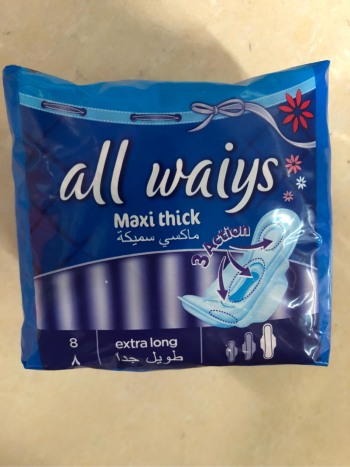 all waiys
Maxi thick
ماكسي سميكة
3 Action
8
٨
extra long
طويل جدا